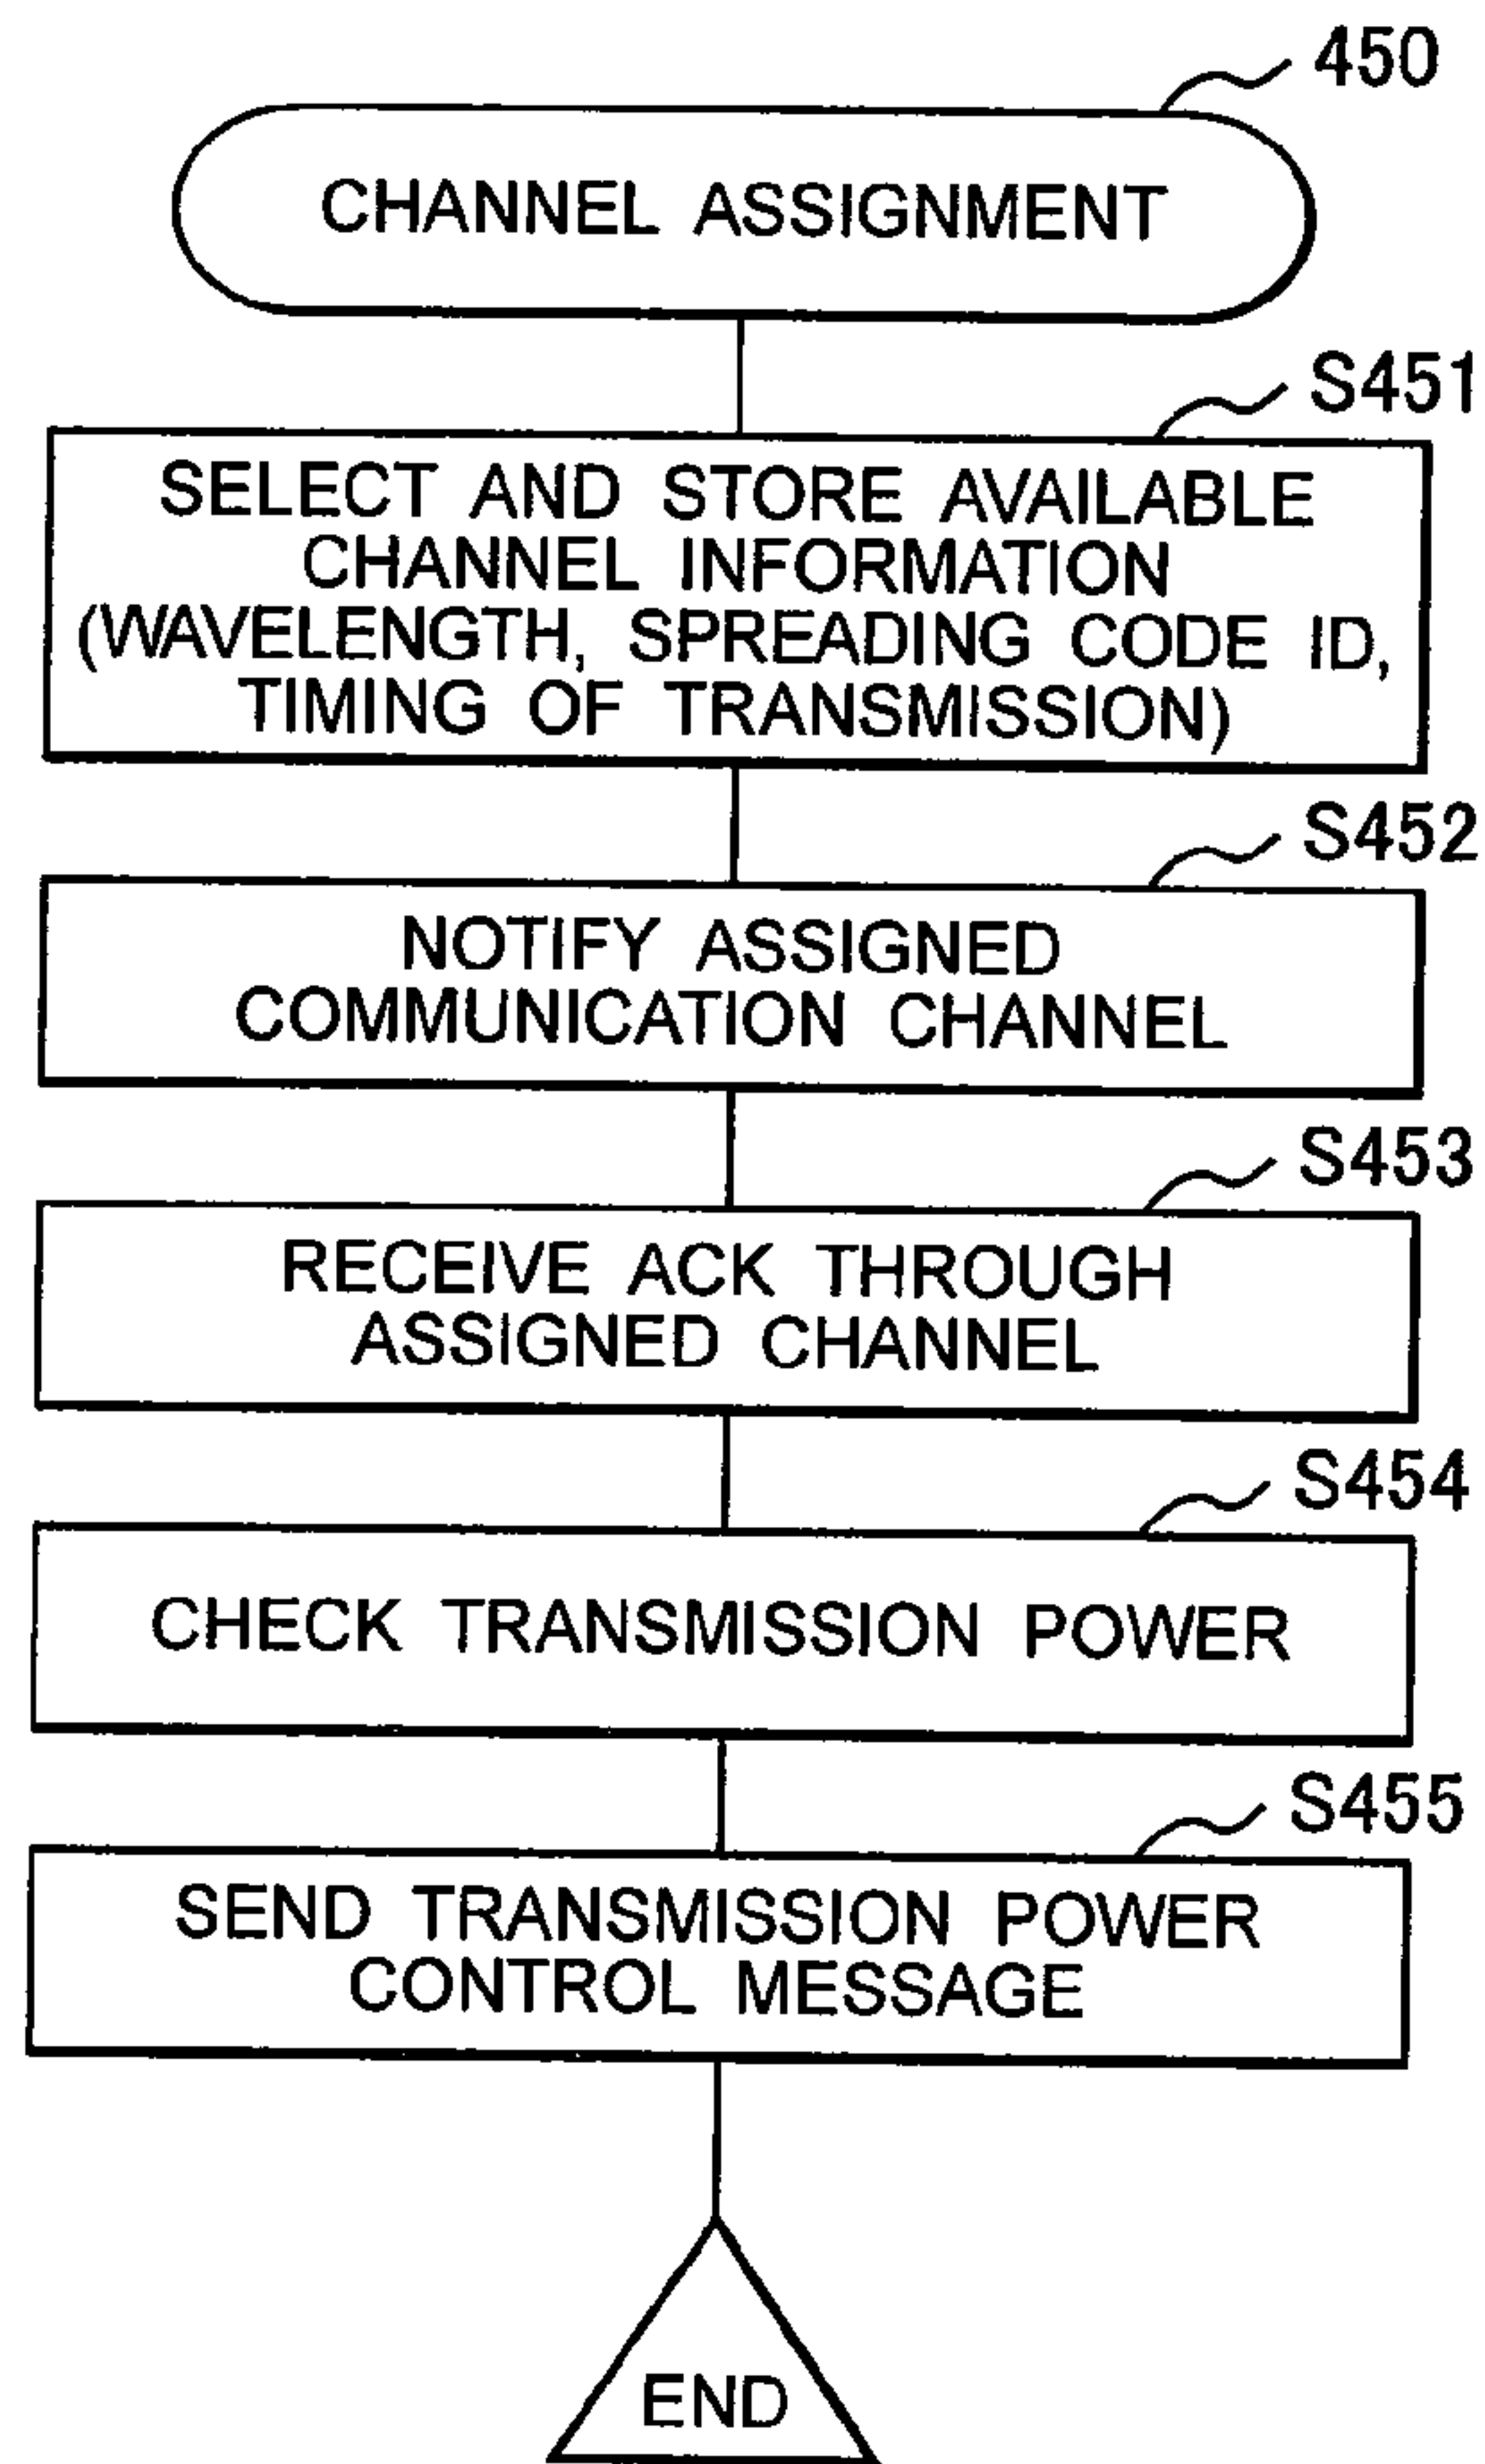 450
CHANNEL ASSIGNMENT
S451
SELECT AND STORE AVAILABLE
CHANNEL INFORMATION
(WAVELENGTH, SPREADING CODE ID,
TIMING OF TRANSMISSION)
S452
NOTIFY ASSIGNED
COMMUNICATION CHANNEL
S453
RECEIVE ACK THROUGH
ASSIGNED CHANNEL
S454
CHECK TRANSMISSION POWER
S455
SEND TRANSMISSION POWER
CONTROL MESSAGE
END